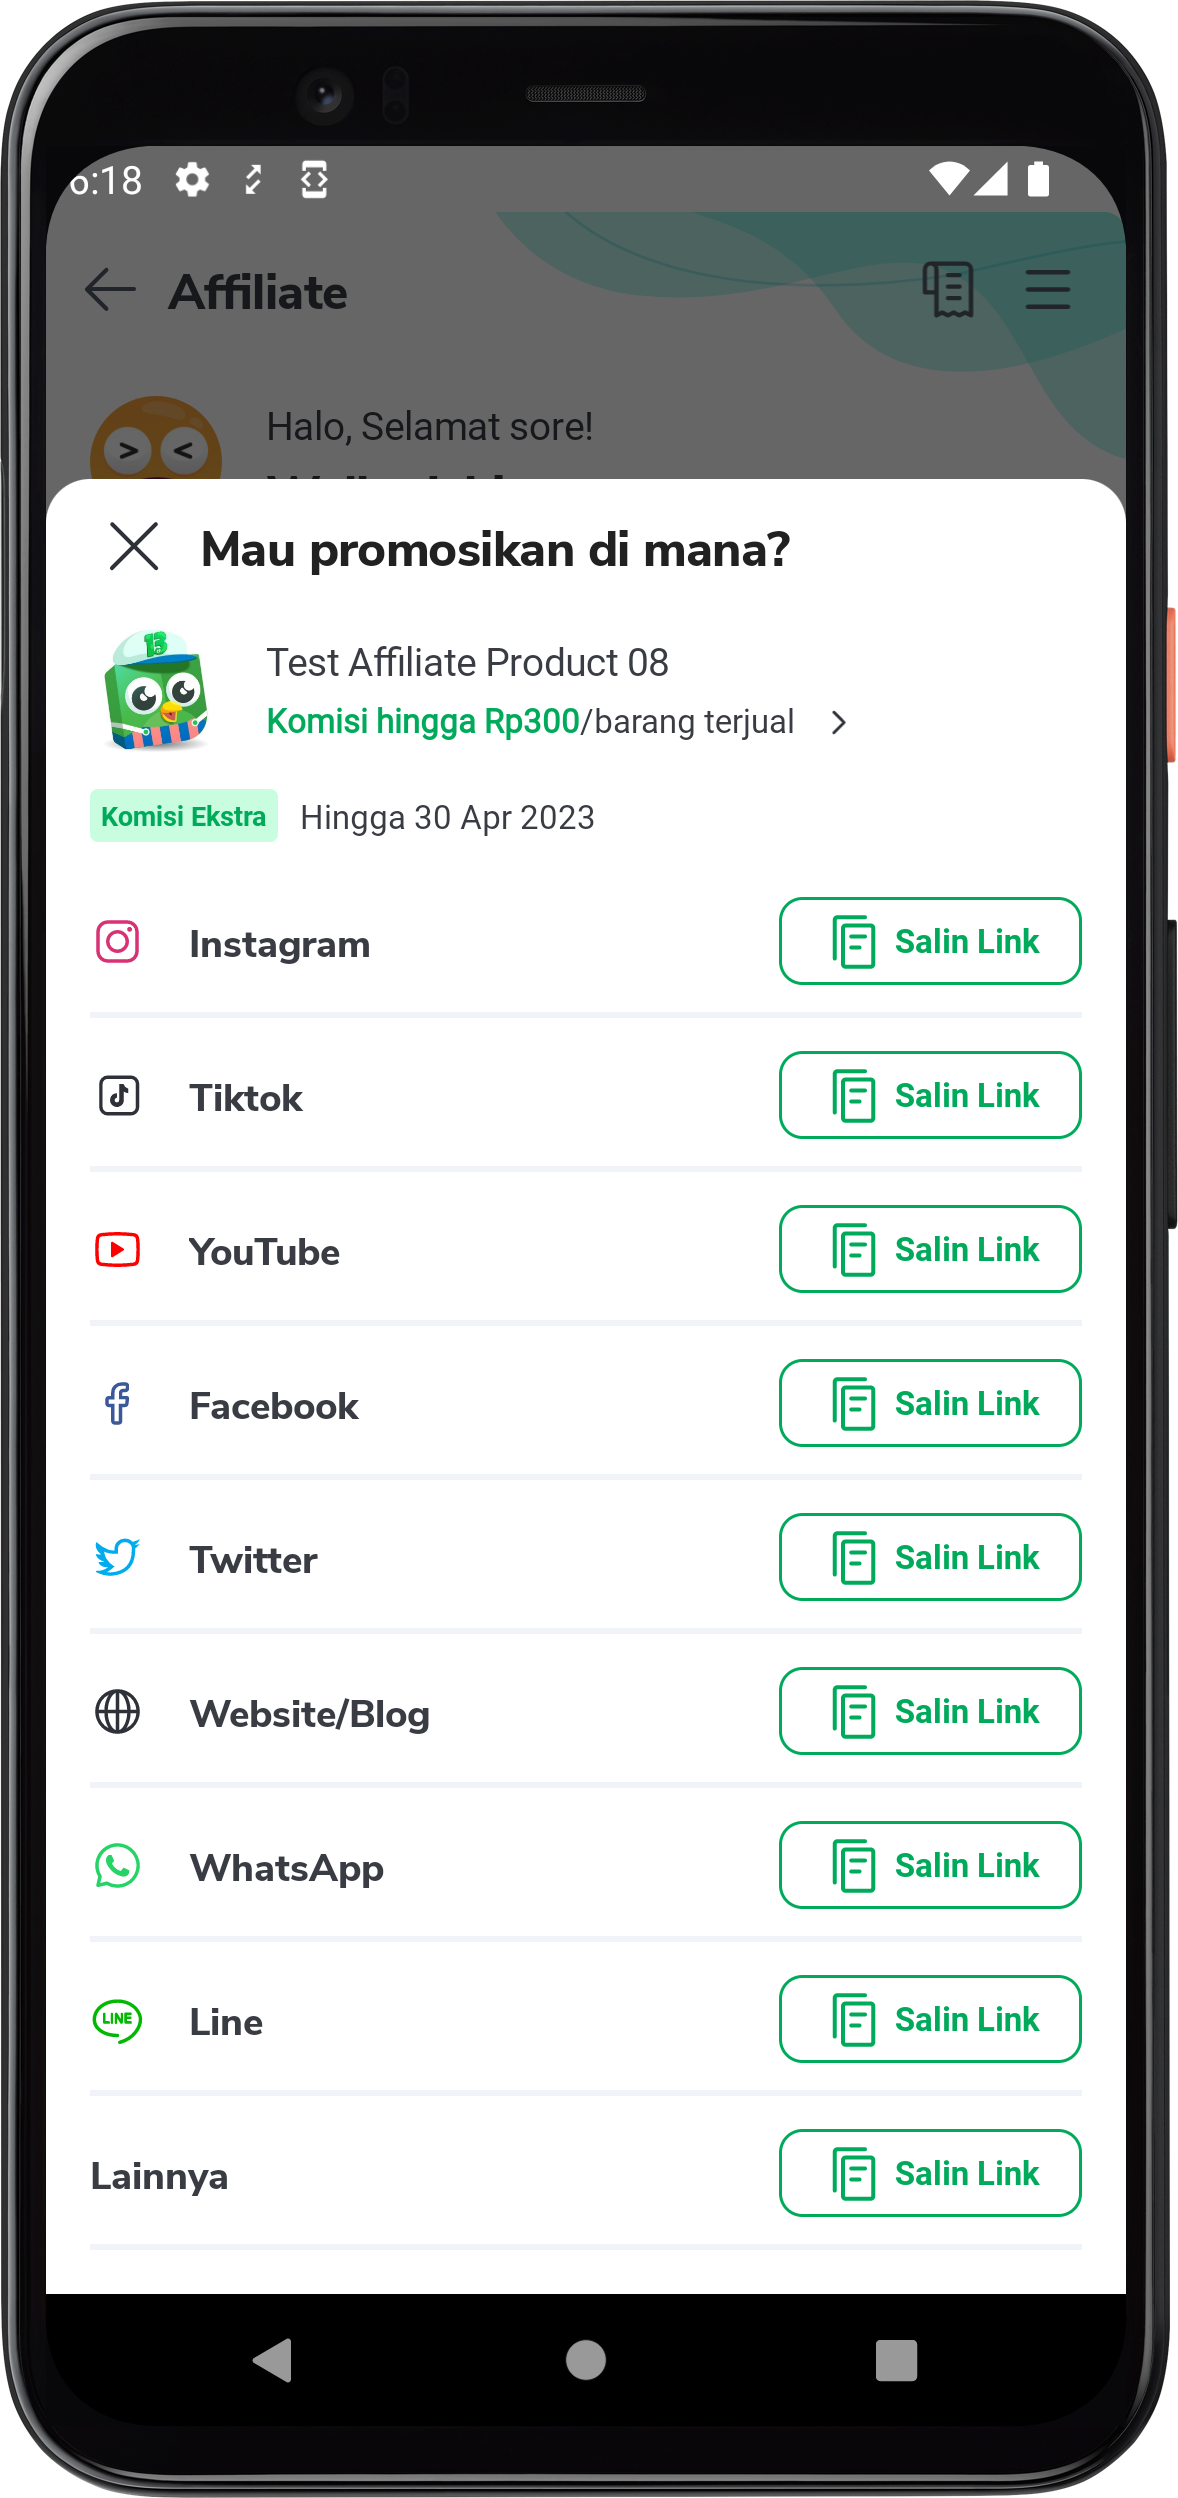 6:18
Affiliate
Halo, Selamat sore!
Mau promosikan di mana?
13
Test Affiliate Product 08
Komisi hingga Rp300/barang terjual
Komisi Ekstra Hingga 30 Apr 2023
Instagram Salin Link
Tiktok Salin Link
YouTube Salin Link
Facebook Salin Link
Twitter Salin Link
Website/Blog Salin Link
WhatsApp Salin Link
LINE Line Salin Link
Lainnya Salin Link